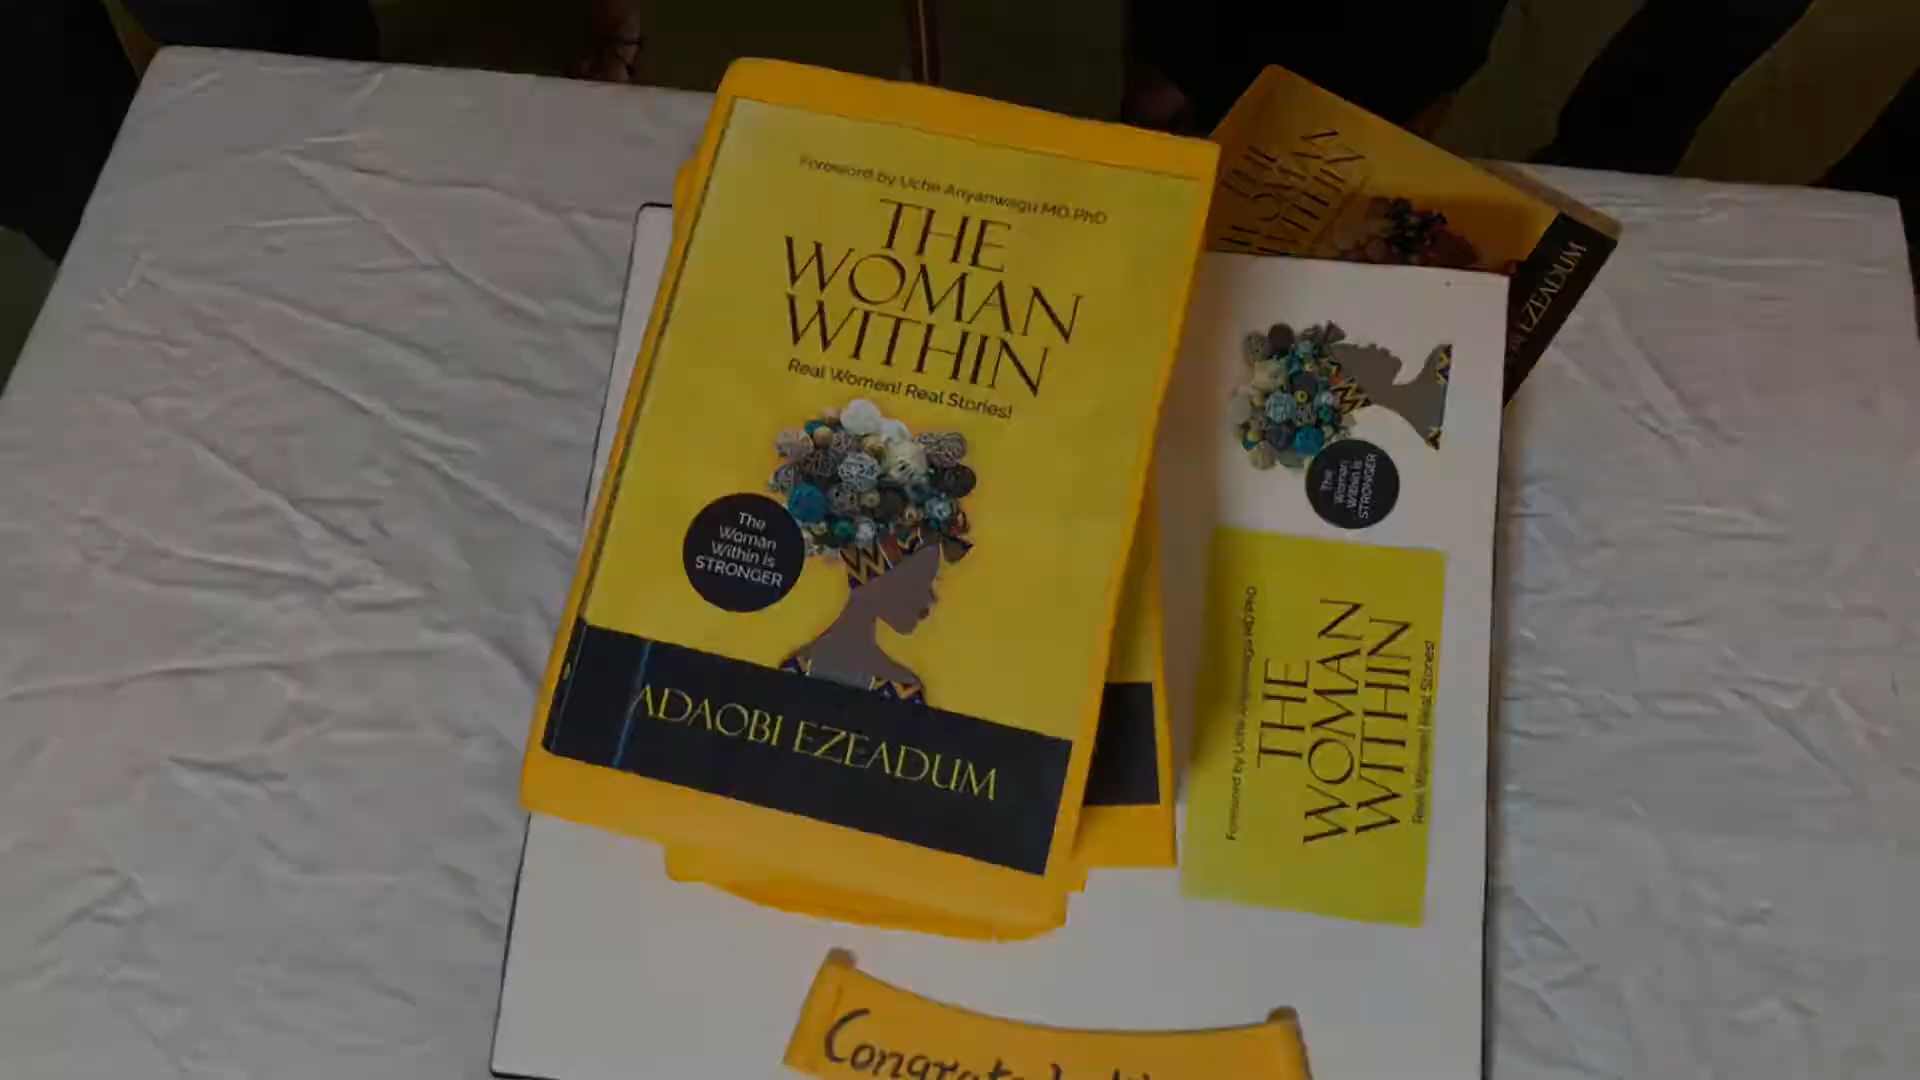 Foreword by Uche Anyanwagu MD.PhD
THE
WOMAN
WITHIN
Real Women! Real Stories!
The
Woman
Within is
STRONGER
ADAOBI EZEADUM
THE
WOMAN
WITHIN
EZEADUM
The
Woman
Within is
STRONGER
Foreword by Uche Anyanwagu MD.PhD
THE
WOMAN
WITHIN
Real Women! Real Stories!